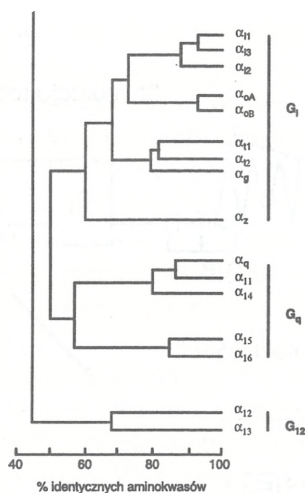 αi1
αi3
αi2
αoA
αoB
Gi
αt1
αt2
αg
αz
αq
α11
α14
Gq
α15
α16
α12
α13
G12
40 60 80 100
% identycznych aminokwasów